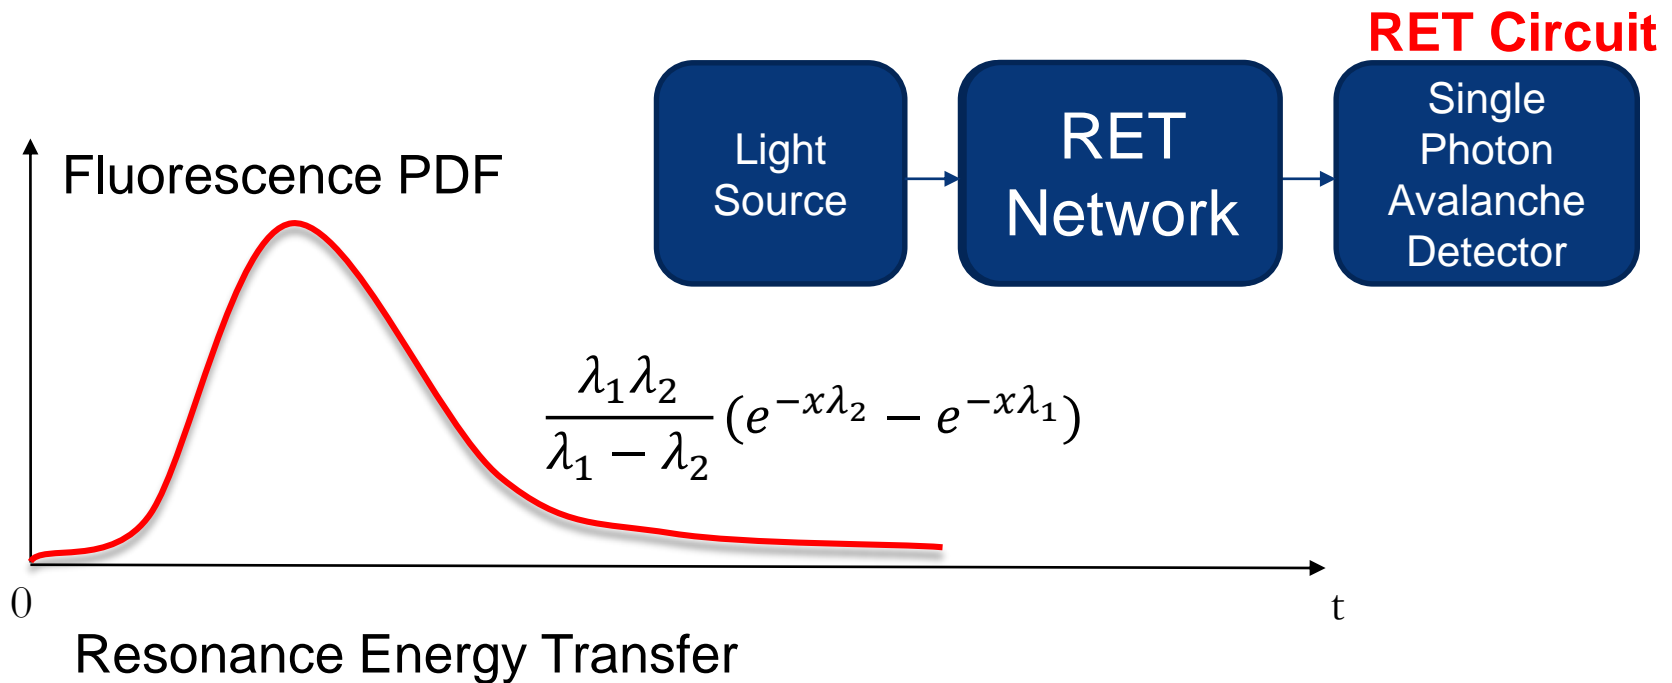 RET Circuit
Light
Source
RET
Network
Single
Photon
Avalanche
Detector
Fluorescence PDF
\frac{λ₁λ₂}{λ₁ − λ₂}(e^{−xλ₂} − e^{−xλ₁})
0
t
Resonance Energy Transfer